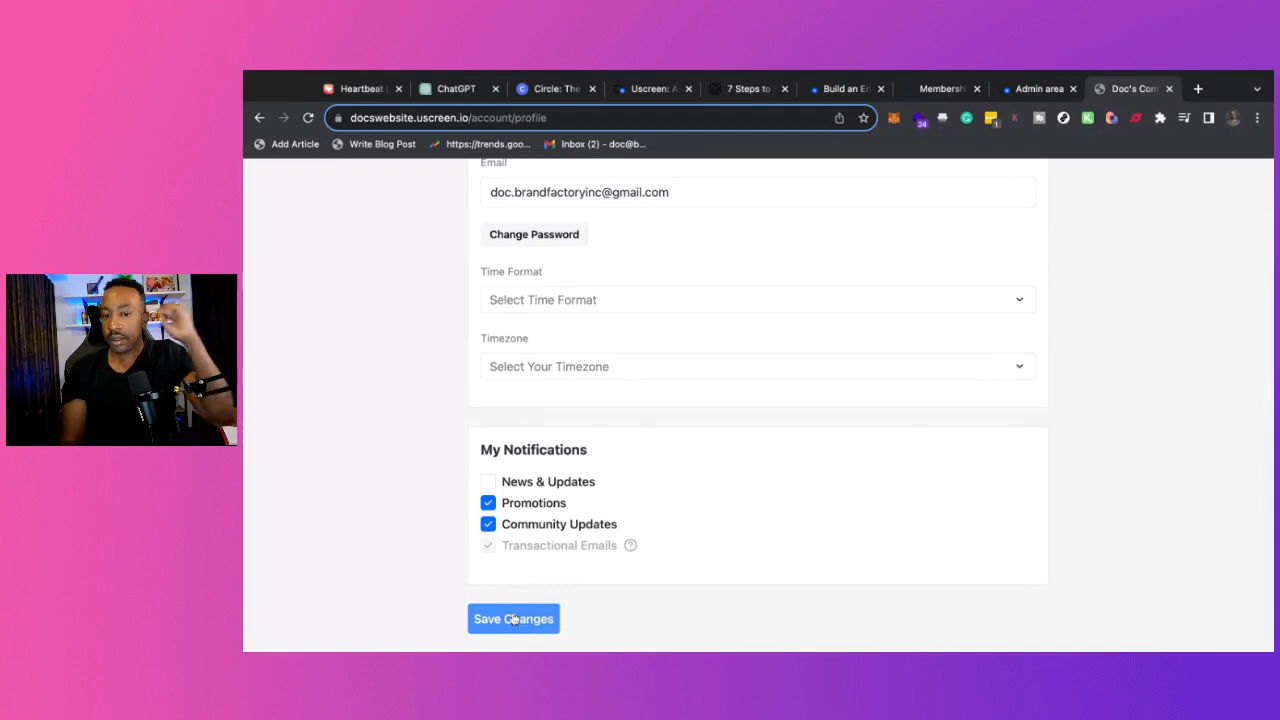 Heartbeat
ChatGPT
Circle: The
Uscreen: A
7 Steps to
Build an En
Membersh
Admin area
Doc's Com
docswebsite.uscreen.io/account/profile
24
1
Add Article
Write Blog Post
https://trends.goo...
Inbox (2) - doc@b...
Email
doc.brandfactoryinc@gmail.com
Change Password
Time Format
Select Time Format
Timezone
Select Your Timezone
My Notifications
News & Updates
Promotions
Community Updates
Transactional Emails
Save Changes